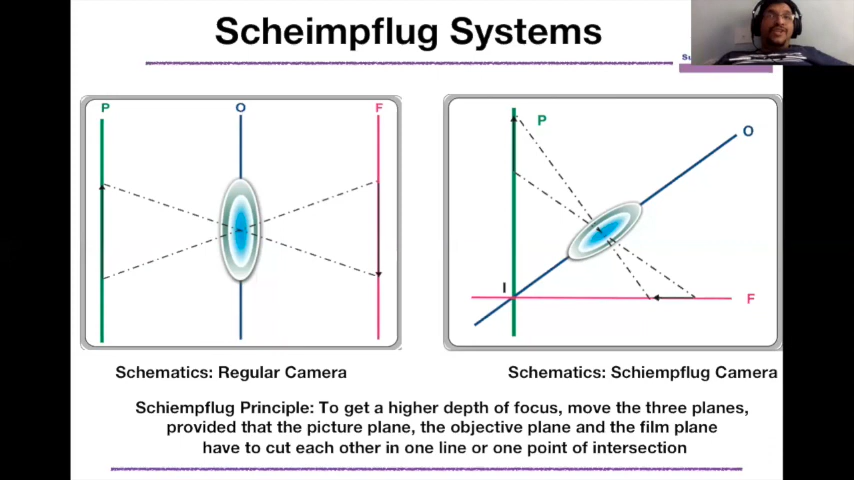 Scheimpflug Systems
P
O
F
P
O
I
F
Schematics: Regular Camera
Schematics: Schiempflug Camera
Schiempflug Principle: To get a higher depth of focus, move the three planes,
provided that the picture plane, the objective plane and the film plane
have to cut each other in one line or one point of intersection